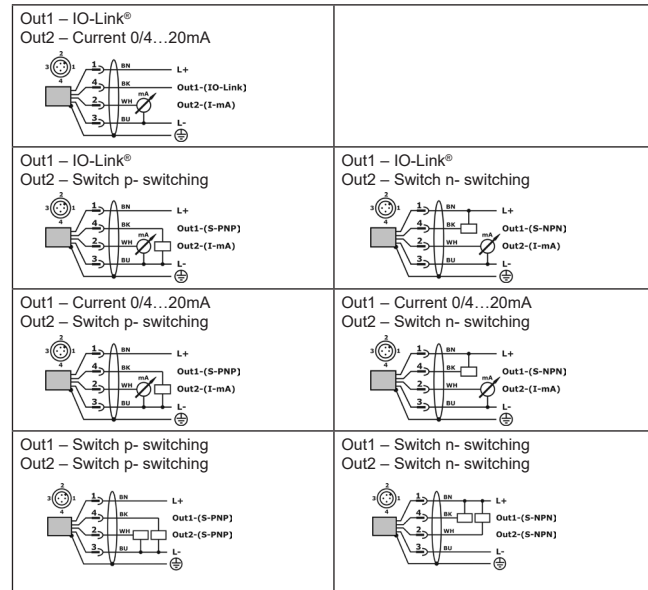 Out1 – IO-Link®
Out2 – Current 0/4…20mA
2
3 1
4
1 BN L+
4 BK Out1-(IO-Link)
mA
2 WH Out2-(I-mA)
3 BU L-
Out1 – IO-Link®
Out2 – Switch p- switching
2
3 1
4
1 BN L+
4 BK Out1-(S-PNP)
mA
2 WH Out2-(I-mA)
3 BU L-
Out1 – IO-Link®
Out2 – Switch n- switching
2
3 1
4
1 BN L+
4 BK Out1-(S-NPN)
mA
2 WH Out2-(I-mA)
3 BU L-
Out1 – Current 0/4…20mA
Out2 – Switch p- switching
2
3 1
4
1 BN L+
4 BK Out1-(S-PNP)
mA
2 WH Out2-(I-mA)
3 BU L-
Out1 – Current 0/4…20mA
Out2 – Switch n- switching
2
3 1
4
1 BN L+
4 BK Out1-(S-NPN)
mA
2 WH Out2-(I-mA)
3 BU L-
Out1 – Switch p- switching
Out2 – Switch p- switching
2
3 1
4
1 BN L+
4 BK Out1-(S-PNP)
2 WH Out2-(S-PNP)
3 BU L-
Out1 – Switch n- switching
Out2 – Switch n- switching
2
3 1
4
1 BN L+
4 BK Out1-(S-NPN)
2 WH Out2-(S-NPN)
3 BU L-